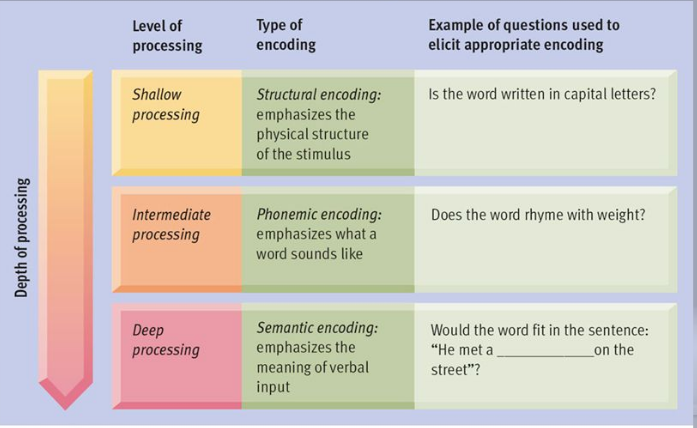 Level of
processing
Type of
encoding
Example of questions used to
elicit appropriate encoding
Depth of processing
Shallow
processing
Structural encoding:
emphasizes the
physical structure
of the stimulus
Is the word written in capital letters?
Intermediate
processing
Phonemic encoding:
emphasizes what a
word sounds like
Does the word rhyme with weight?
Deep
processing
Semantic encoding:
emphasizes the
meaning of verbal
input
Would the word fit in the sentence:
“He met a ______________on the
street”?